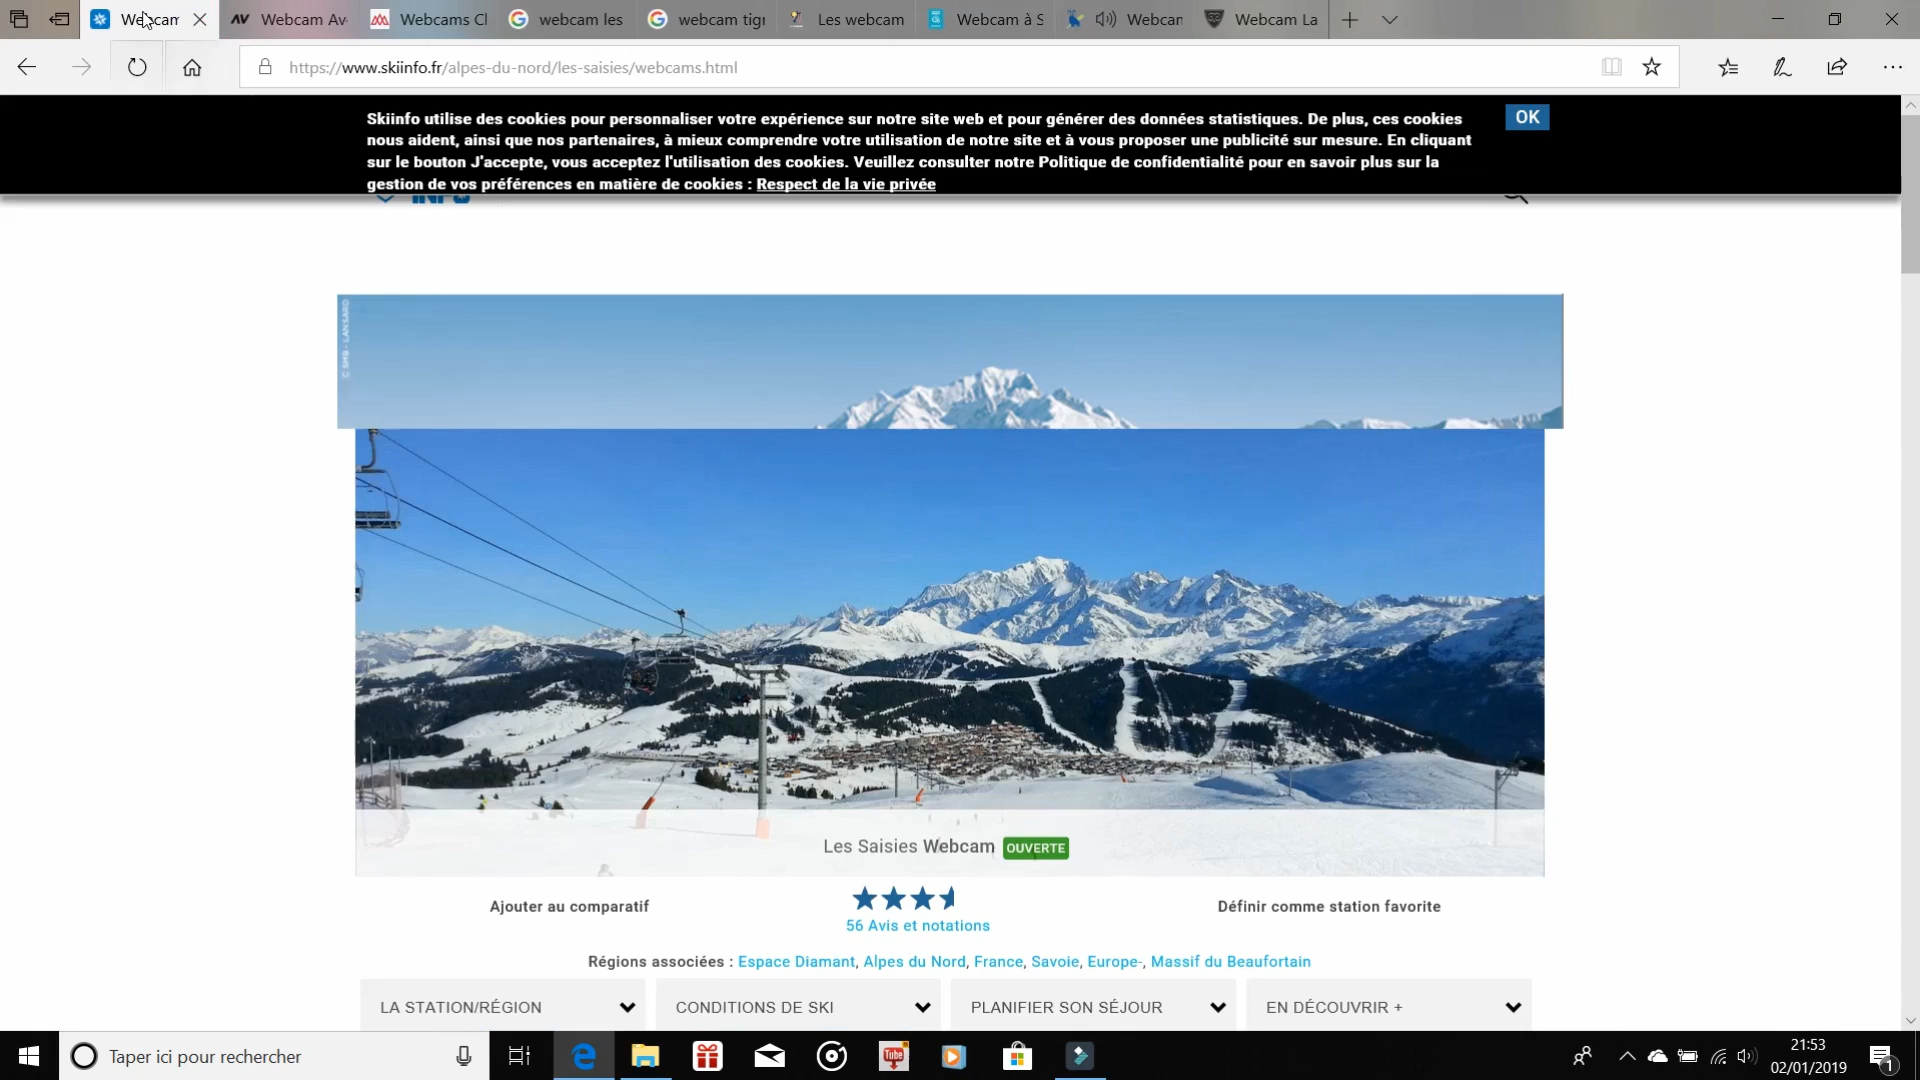 Webcam
Webcam Av
Webcams Cl
webcam les
webcam tign
Les webcam
Webcam à S
Webcam
Webcam La
https://www.skiinfo.fr/alpes-du-nord/les-saisies/webcams.html
Skiinfo utilise des cookies pour personnaliser votre expérience sur notre site web et pour générer des données statistiques. De plus, ces cookies
nous aident, ainsi que nos partenaires, à mieux comprendre votre utilisation de notre site et à vous proposer une publicité sur mesure. En cliquant
sur le bouton J'accepte, vous acceptez l'utilisation des cookies. Veuillez consulter notre Politique de confidentialité pour en savoir plus sur la
gestion de vos préférences en matière de cookies : Respect de la vie privée
OK
INFO
© SMB - LANSARD
Les Saisies Webcam OUVERTE
Ajouter au comparatif
56 Avis et notations
Définir comme station favorite
Régions associées : Espace Diamant, Alpes du Nord, France, Savoie, Europe-, Massif du Beaufortain
LA STATION/RÉGION
CONDITIONS DE SKI
PLANIFIER SON SÉJOUR
EN DÉCOUVRIR +
Taper ici pour rechercher
Tube
21:53
02/01/2019
1